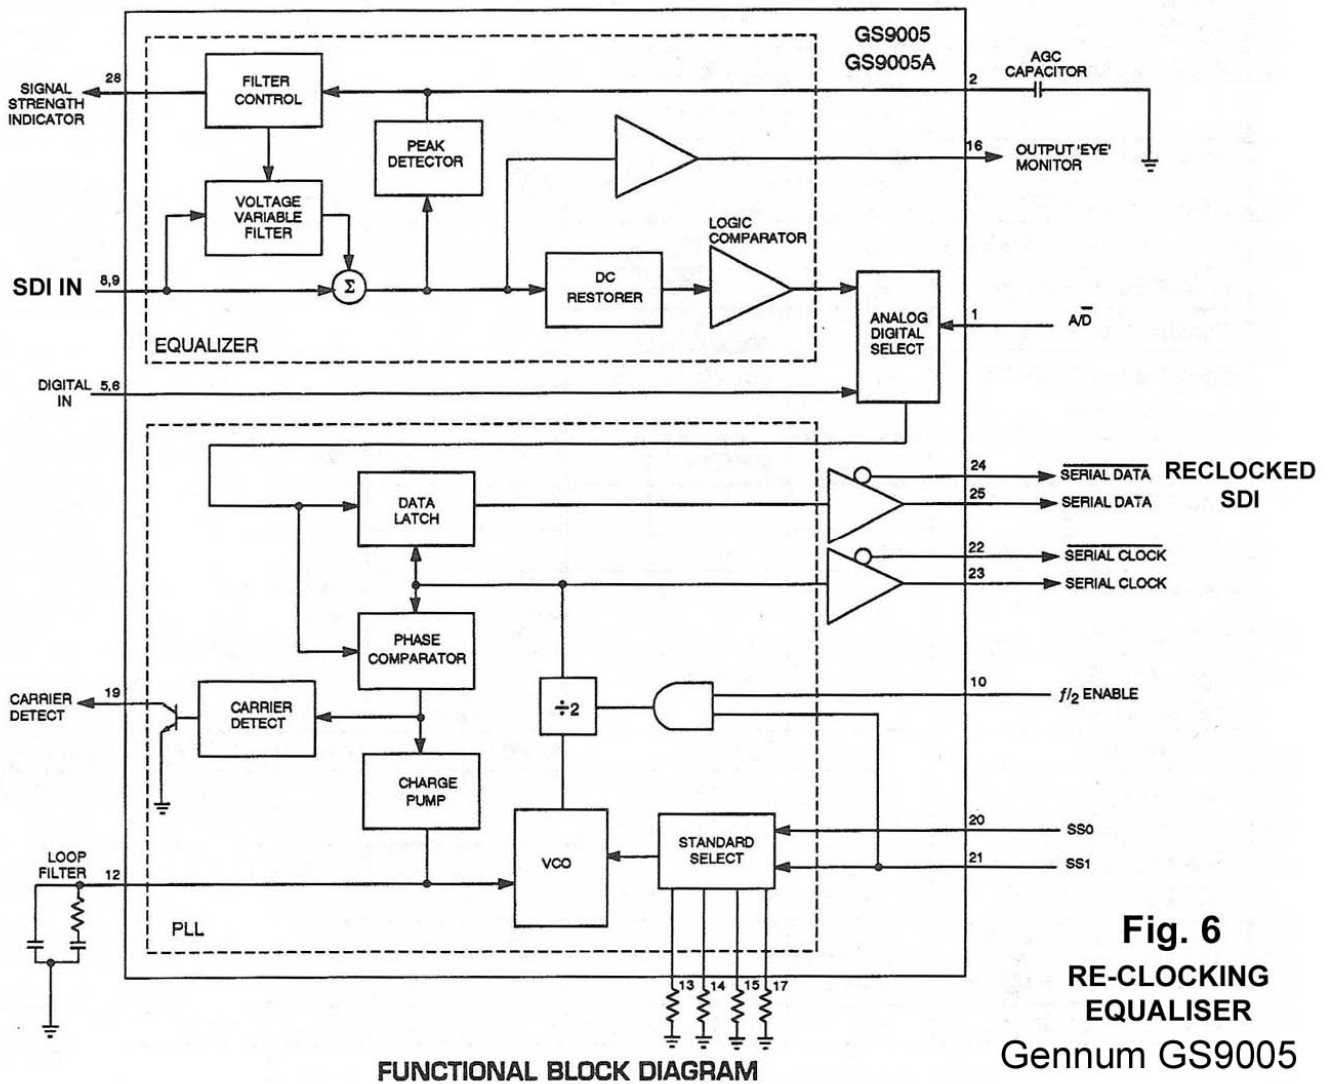 GS9005
GS9005A
28
SIGNAL
STRENGTH
INDICATOR
FILTER
CONTROL
2
AGC
CAPACITOR
PEAK
DETECTOR
16
OUTPUT 'EYE'
MONITOR
VOLTAGE
VARIABLE
FILTER
LOGIC
COMPARATOR
SDI IN
8,9
Σ
DC
RESTORER
ANALOG
DIGITAL
SELECT
1
A/D̅
EQUALIZER
DIGITAL
IN
5,6
DATA
LATCH
24
SERIAL DATA
RECLOCKED
SDI
25
SERIAL DATA
22
SERIAL CLOCK
23
SERIAL CLOCK
PHASE
COMPARATOR
CARRIER
DETECT
19
CARRIER
DETECT
÷2
10
f/2 ENABLE
CHARGE
PUMP
VCO
STANDARD
SELECT
20
SS0
21
SS1
LOOP
FILTER
12
PLL
13
14
15
17
Fig. 6
RE-CLOCKING
EQUALISER
Gennum GS9005
FUNCTIONAL BLOCK DIAGRAM